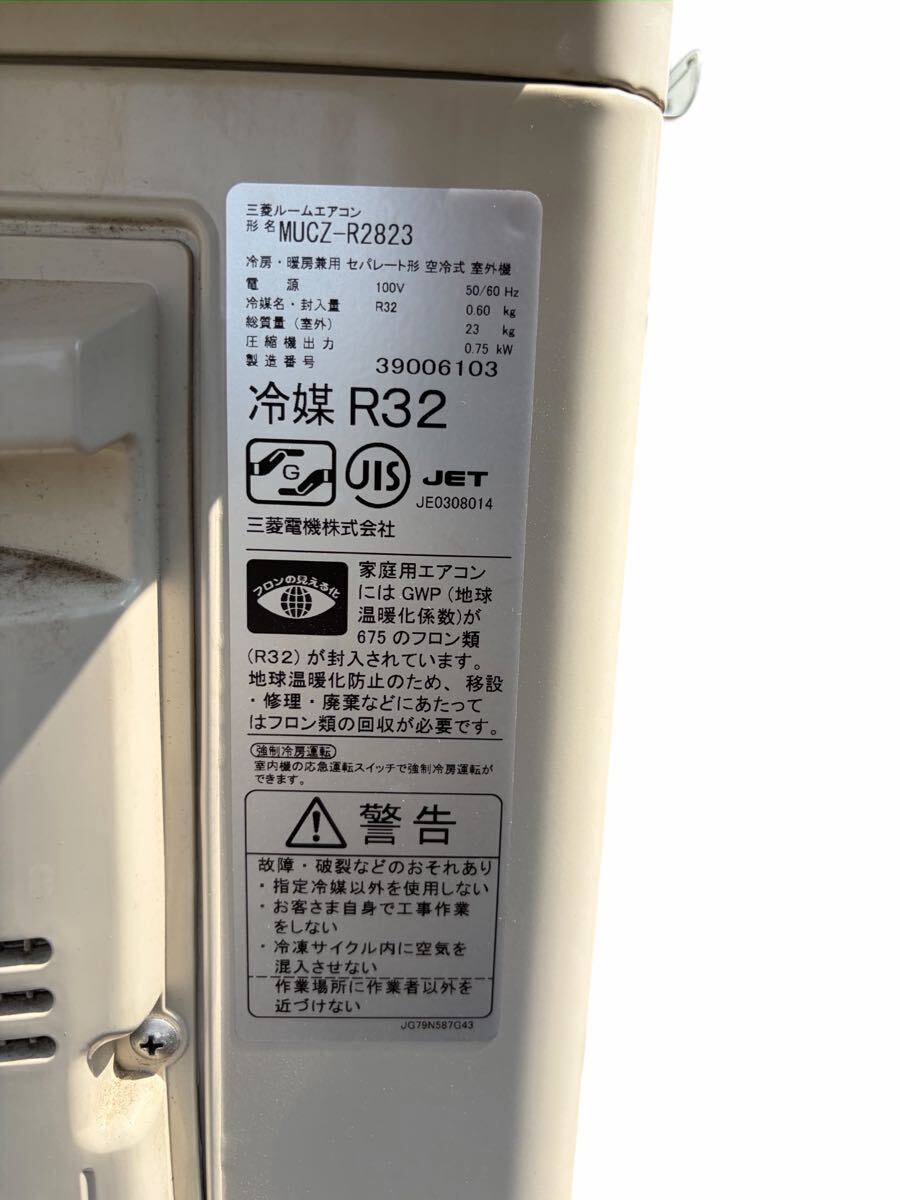 三菱ルームエアコン
形名 MUCZ-R2823
冷房・暖房兼用 セパレート形 空冷式 室外機
電源 100V 50/60 Hz
冷媒名・封入量 R32 0.60 kg
総質量(室外) 23 kg
圧縮機出力 0.75 kW
製造番号 39006103
冷媒 R32
G JIS JET
JE0308014
三菱電機株式会社
フロンの見える化
家庭用エアコン
には GWP(地球
温暖化係数)が
675 のフロン類
(R32)が封入されています。
地球温暖化防止のため、移設
・修理・廃棄などにあたって
はフロン類の回収が必要です。
強制冷房運転
室内機の応急運転スイッチで強制冷房運転が
できます。
警告
故障・破裂などのおそれあり
・指定冷媒以外を使用しない
・お客さま自身で工事作業
をしない
・冷凍サイクル内に空気を
混入させない
作業場所に作業者以外を
近づけない
JG79N587G43